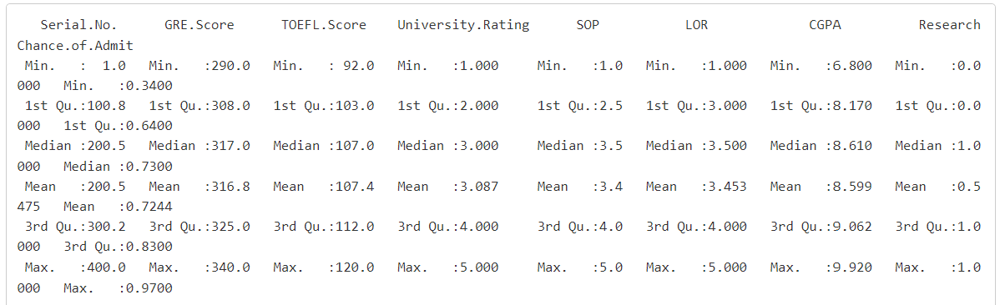 Serial.No. GRE.Score TOEFL.Score University.Rating SOP LOR CGPA Research
Chance.of.Admit
Min. : 1.0 Min. :290.0 Min. : 92.0 Min. :1.000 Min. :1.0 Min. :1.000 Min. :6.800 Min. :0.0
000 Min. :0.3400
1st Qu.:100.8 1st Qu.:308.0 1st Qu.:103.0 1st Qu.:2.000 1st Qu.:2.5 1st Qu.:3.000 1st Qu.:8.170 1st Qu.:0.0
000 1st Qu.:0.6400
Median :200.5 Median :317.0 Median :107.0 Median :3.000 Median :3.5 Median :3.500 Median :8.610 Median :1.0
000 Median :0.7300
Mean :200.5 Mean :316.8 Mean :107.4 Mean :3.087 Mean :3.4 Mean :3.453 Mean :8.599 Mean :0.5
475 Mean :0.7244
3rd Qu.:300.2 3rd Qu.:325.0 3rd Qu.:112.0 3rd Qu.:4.000 3rd Qu.:4.0 3rd Qu.:4.000 3rd Qu.:9.062 3rd Qu.:1.0
000 3rd Qu.:0.8300
Max. :400.0 Max. :340.0 Max. :120.0 Max. :5.000 Max. :5.0 Max. :5.000 Max. :9.920 Max. :1.0
000 Max. :0.9700